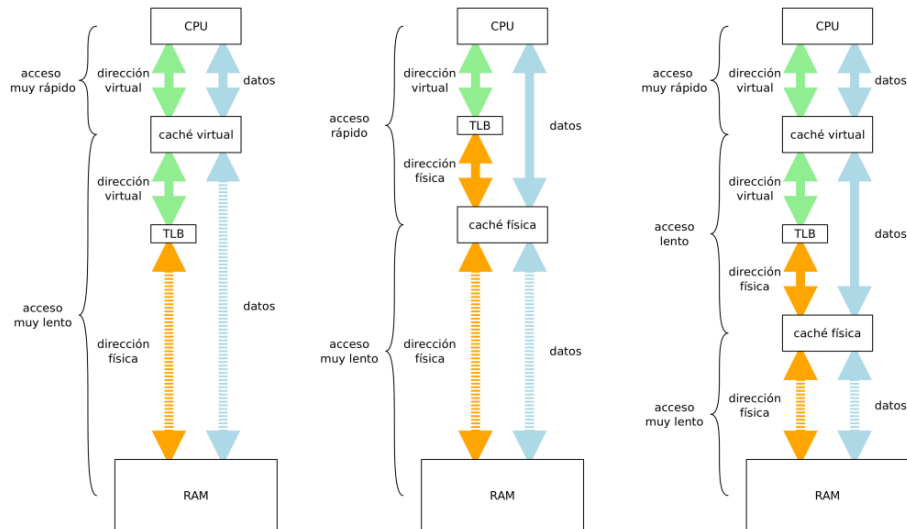 CPU
acceso
muy rápido
dirección
virtual
datos
caché virtual
dirección
virtual
TLB
acceso
muy lento
datos
dirección
física
RAM
CPU
dirección
virtual
acceso
rápido
TLB
datos
dirección
física
caché física
acceso
muy lento
dirección
física
datos
RAM
CPU
acceso
muy rápido
dirección
virtual
datos
caché virtual
dirección
virtual
acceso
lento
TLB
datos
dirección
física
caché física
acceso
muy lento
dirección
física
datos
RAM